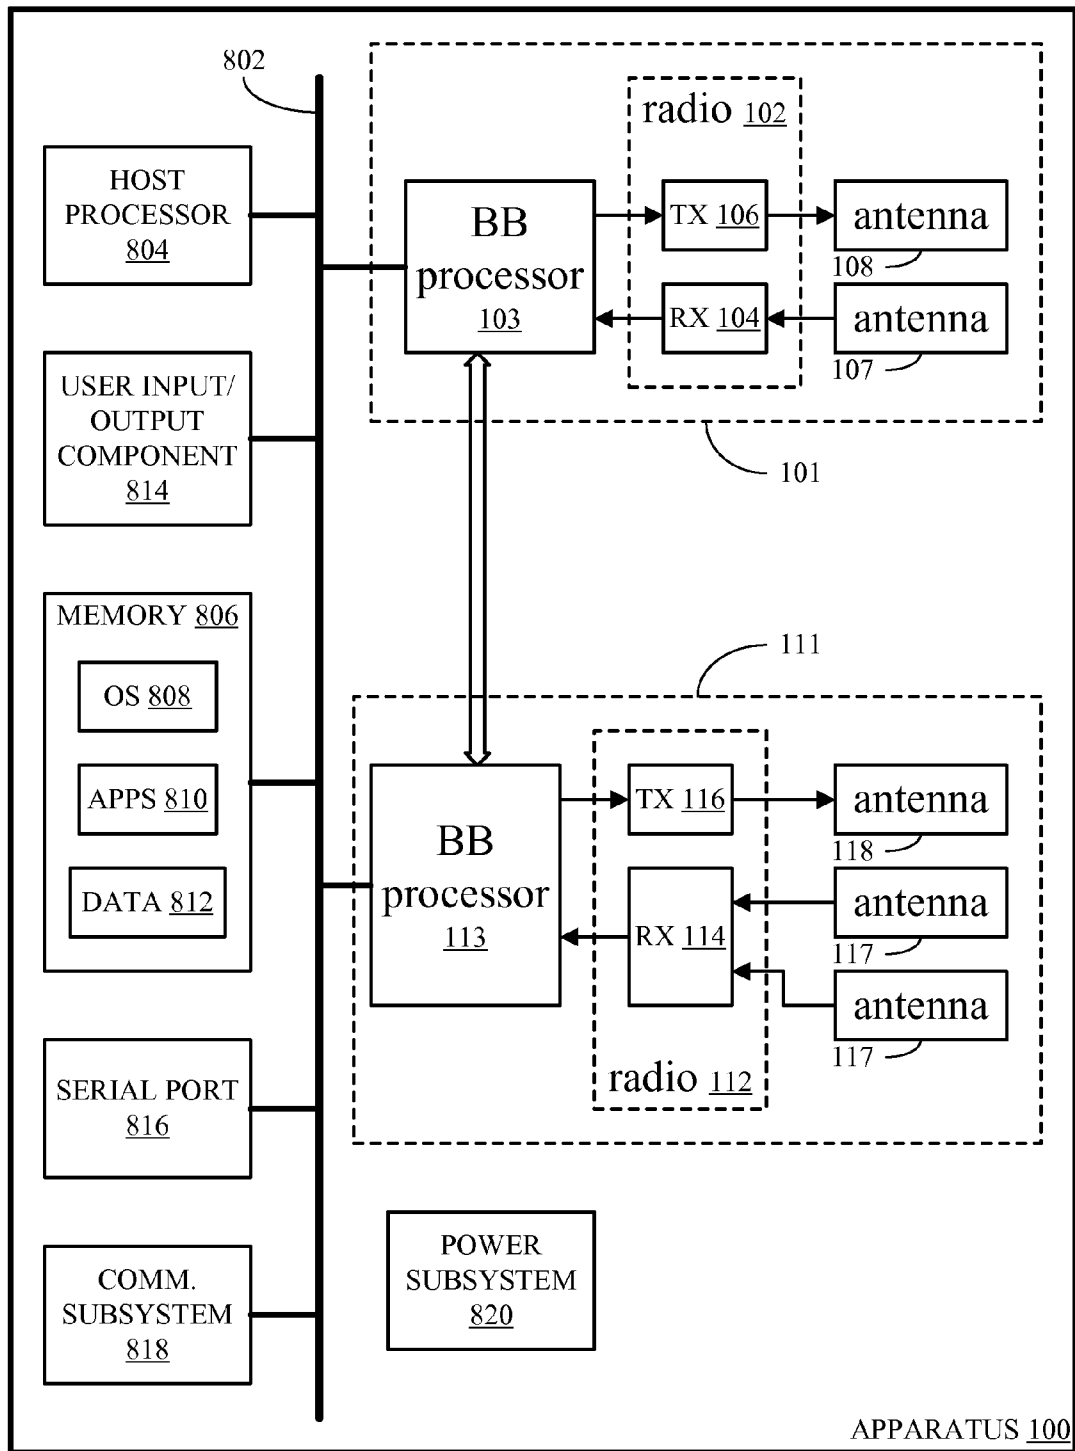 802
HOST
PROCESSOR
804
USER INPUT/
OUTPUT
COMPONENT
814
MEMORY 806
OS 808
APPS 810
DATA 812
SERIAL PORT
816
COMM.
SUBSYSTEM
818
radio 102
BB
processor
103
TX 106
RX 104
antenna
108
antenna
107
101
111
BB
processor
113
TX 116
RX 114
radio 112
antenna
118
antenna
117
antenna
117
POWER
SUBSYSTEM
820
APPARATUS 100